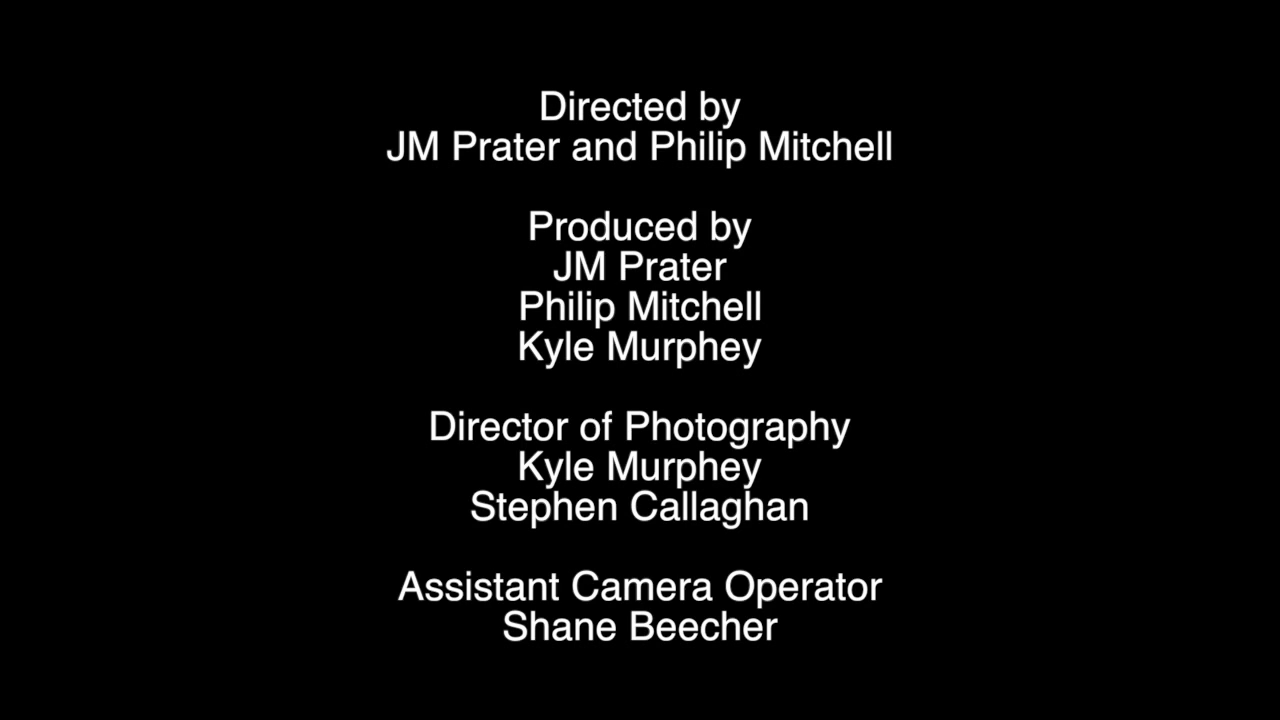 Directed by
JM Prater and Philip Mitchell
Produced by
JM Prater
Philip Mitchell
Kyle Murphey
Director of Photography
Kyle Murphey
Stephen Callaghan
Assistant Camera Operator
Shane Beecher